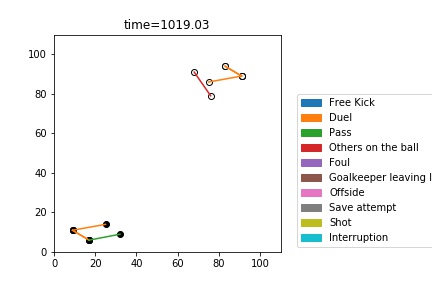 time=1019.03
100
80
60
40
20
0
0 20 40 60 80 100
Free Kick
Duel
Pass
Others on the ball
Foul
Goalkeeper leaving l
Offside
Save attempt
Shot
Interruption